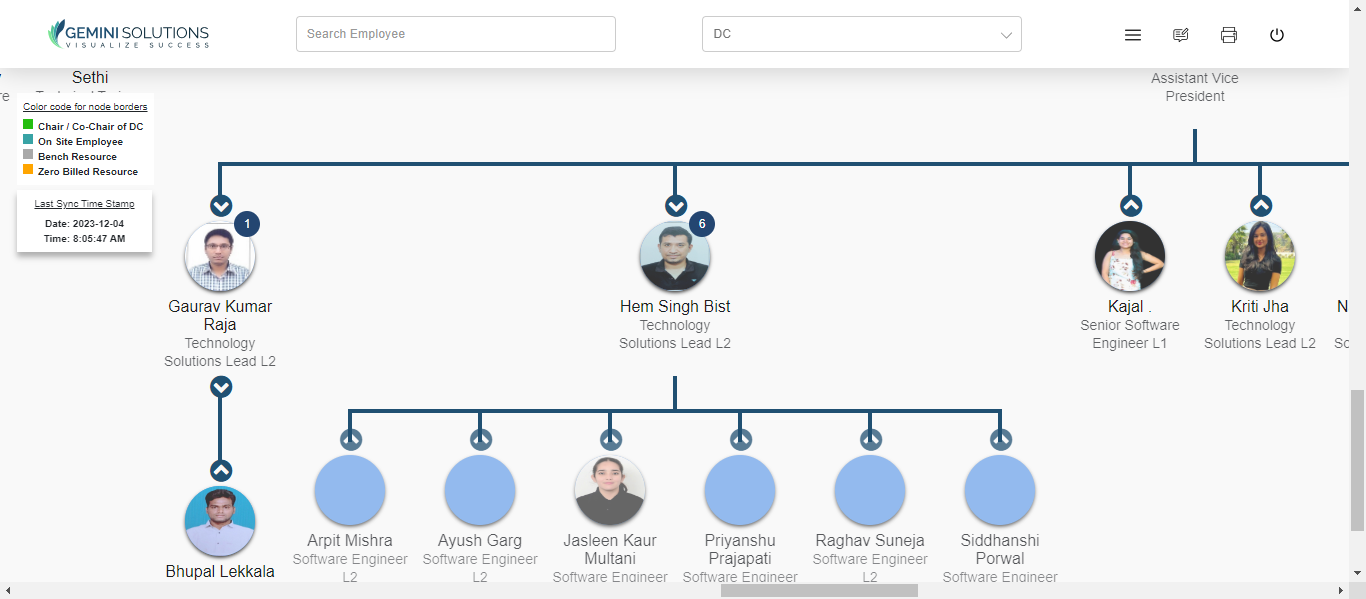 GEMINI SOLUTIONS
VISUALIZE SUCCESS
Search Employee
DC
Sethi
Assistant Vice
President
Color code for node borders
Chair / Co-Chair of DC
On Site Employee
Bench Resource
Zero Billed Resource
Last Sync Time Stamp
Date: 2023-12-04
Time: 8:05:47 AM
1
Gaurav Kumar
Raja
Technology
Solutions Lead L2
6
Hem Singh Bist
Technology
Solutions Lead L2
Kajal .
Senior Software
Engineer L1
Kriti Jha
Technology
Solutions Lead L2
N
So
Bhupal Lekkala
Arpit Mishra
Software Engineer
L2
Ayush Garg
Software Engineer
L2
Jasleen Kaur
Multani
Software Engineer
Priyanshu
Prajapati
Software Engineer
Raghav Suneja
Software Engineer
L2
Siddhanshi
Porwal
Software Engineer